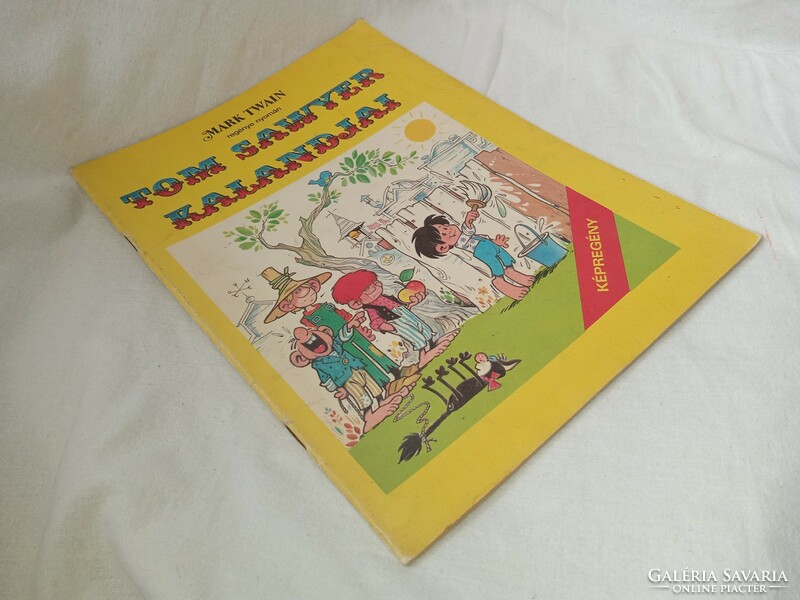 MARK TWAIN
regénye nyomán
TOM SAWYER
KALANDJAI
KÉPREGÉNY
GALÉRIA SAVARIA
ONLINE PIACTÉR